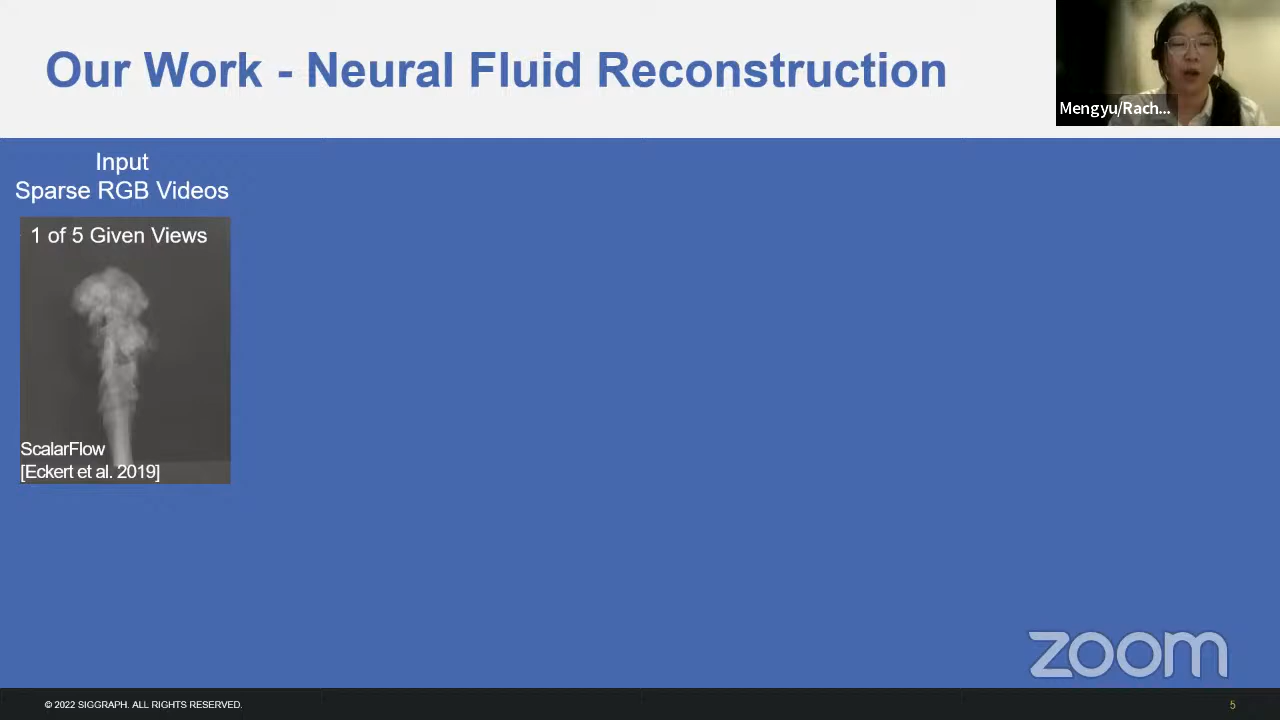 Our Work - Neural Fluid Reconstruction
Mengyu/Rach...
Input
Sparse RGB Videos
1 of 5 Given Views
ScalarFlow
[Eckert et al. 2019]
zoom
© 2022 SIGGRAPH. ALL RIGHTS RESERVED.
5